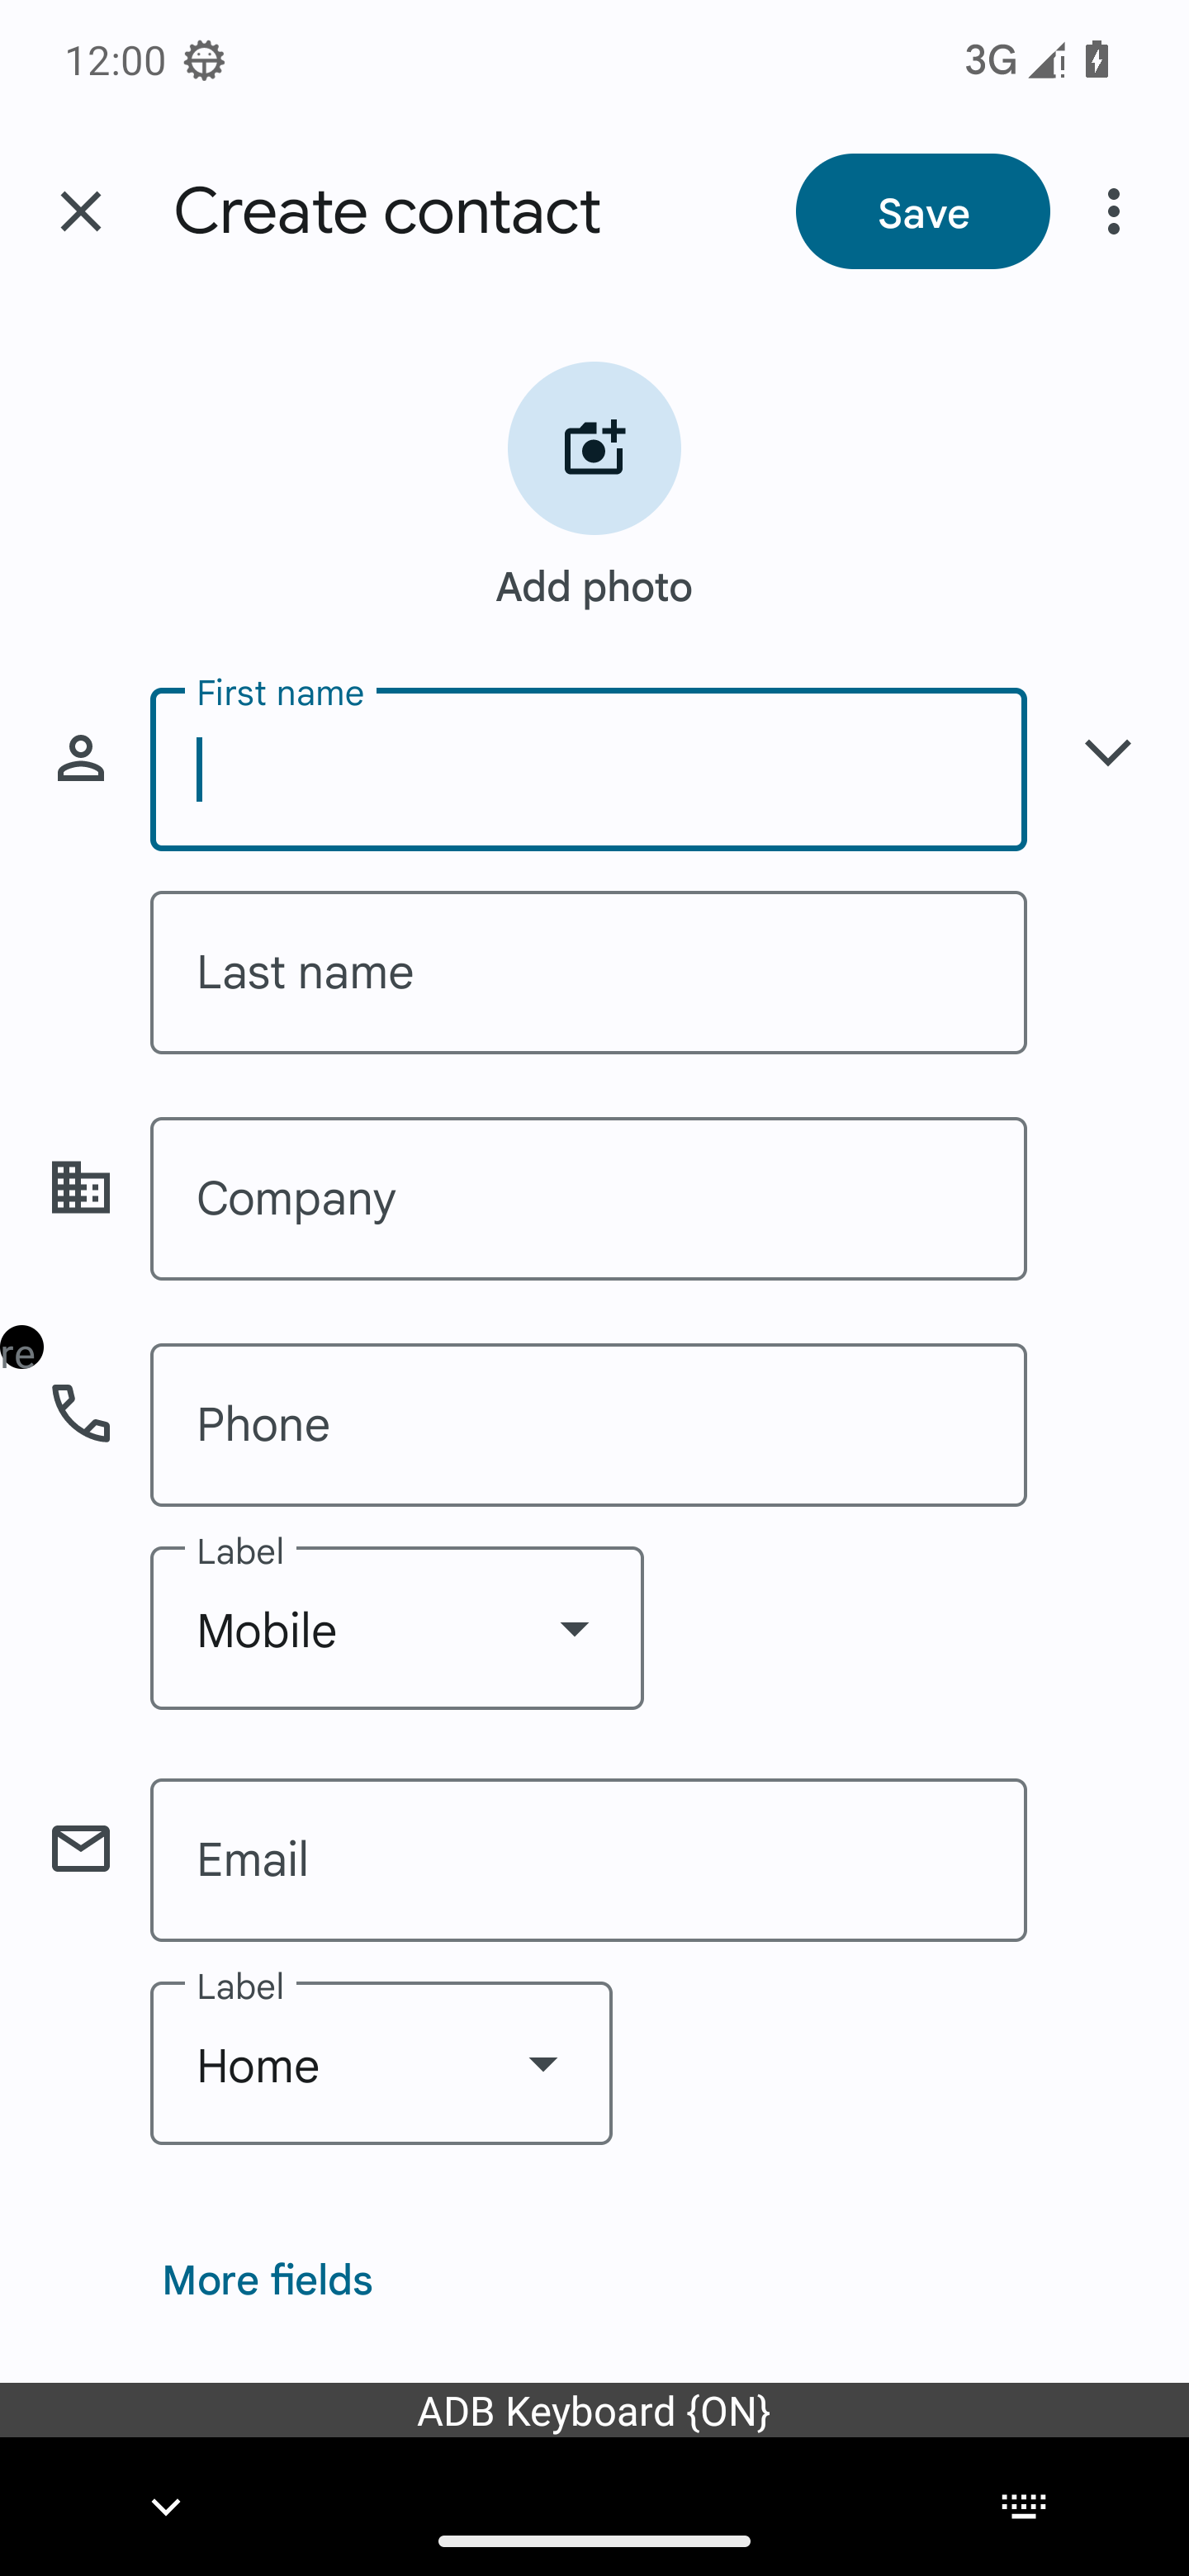 12:00
3G
Create contact
Save
Add photo
First name
Last name
Company
re
Phone
Label
Mobile
Email
Label
Home
More fields
ADB Keyboard {ON}